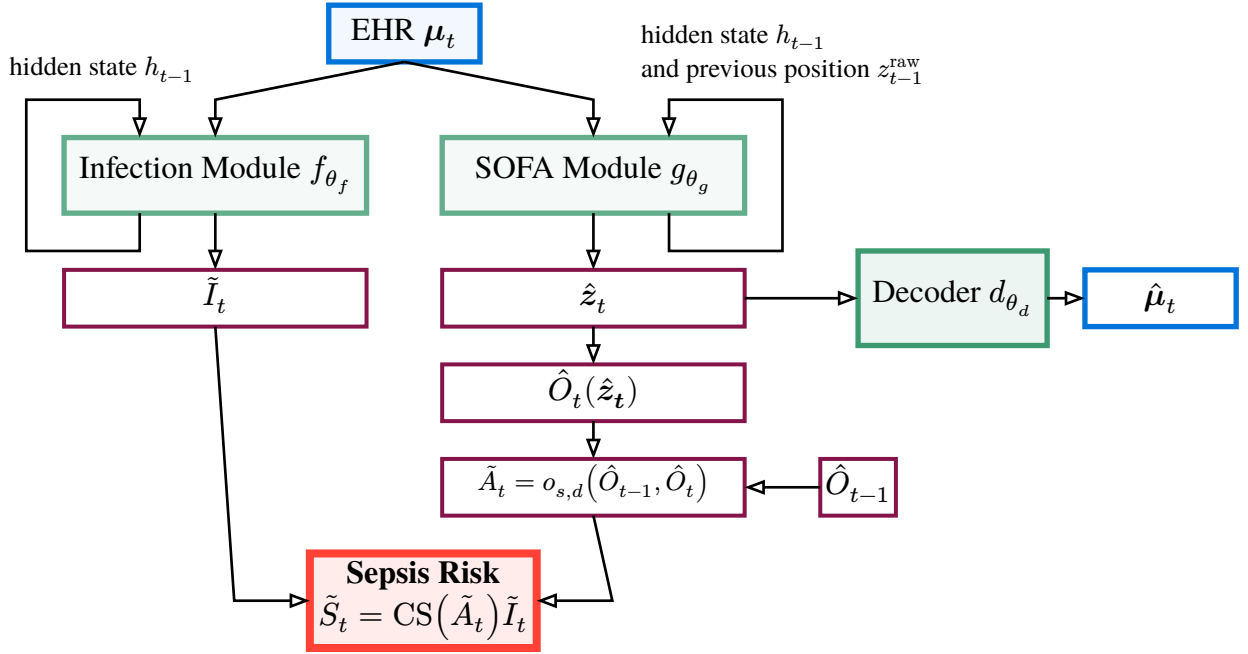 EHR μ_t
hidden state h_{t−1}
hidden state h_{t−1}
and previous position z_{t−1}^{raw}
Infection Module f_{θ_f}
SOFA Module g_{θ_g}
Ĩ_t
ẑ_t
Decoder d_{θ_d}
μ̂_t
Ô_t(ẑ_t)
Ã_t = o_{s,d}(Ô_{t−1}, Ô_t)
Ô_{t−1}
Sepsis Risk
S̃_t = CS(Ã_t)Ĩ_t